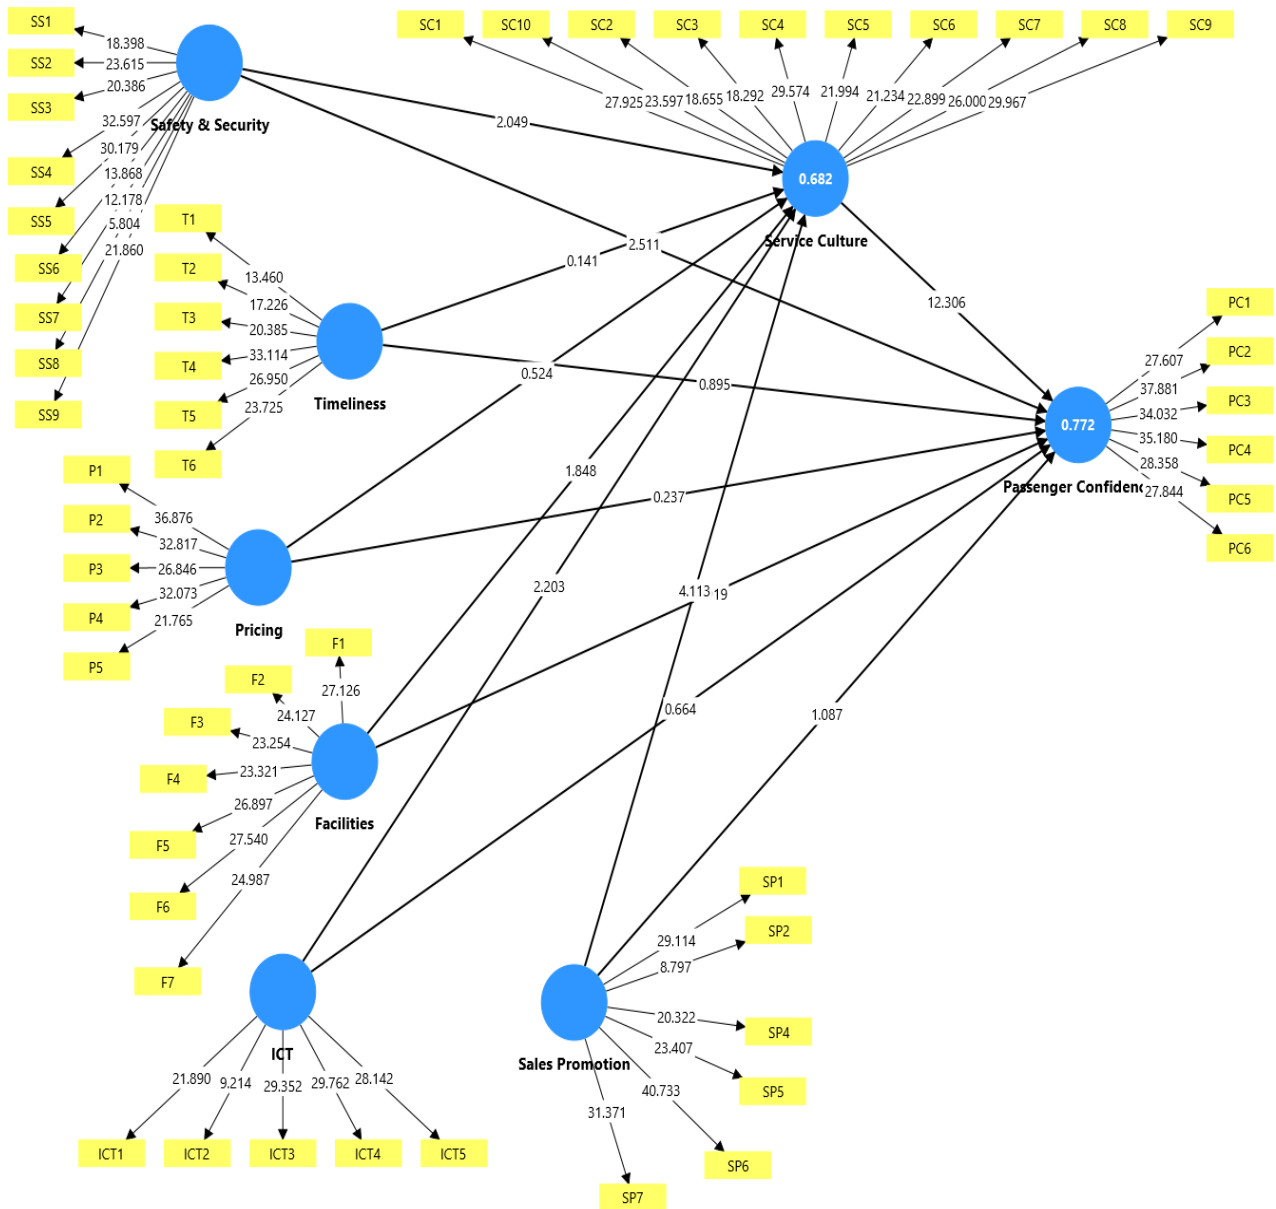 SS1
SS2
SS3
SS4
SS5
SS6
SS7
SS8
SS9
18.398
23.615
20.386
32.597
30.179
13.868
12.178
5.804
21.860
Safety & Security
SC1
SC10
SC2
SC3
SC4
SC5
SC6
SC7
SC8
SC9
27.925
23.597
18.655
18.292
29.574
21.994
21.234
22.899
26.000
29.967
0.682
Service Culture
2.049
2.511
0.141
12.306
T1
T2
T3
T4
T5
T6
13.460
17.226
20.385
33.114
26.950
23.725
Timeliness
0.524
0.895
PC1
PC2
PC3
PC4
PC5
PC6
27.607
37.881
34.032
35.180
28.358
27.844
0.772
Passenger Confidenc
P1
P2
P3
P4
P5
36.876
32.817
26.846
32.073
21.765
Pricing
1.848
0.237
2.203
4.113
19
0.664
1.087
F1
F2
F3
F4
F5
F6
F7
27.126
24.127
23.254
23.321
26.897
27.540
24.987
Facilities
ICT
21.890
9.214
29.352
29.762
28.142
ICT1
ICT2
ICT3
ICT4
ICT5
SP1
SP2
SP4
SP5
SP6
SP7
29.114
8.797
20.322
23.407
40.733
31.371
Sales Promotion